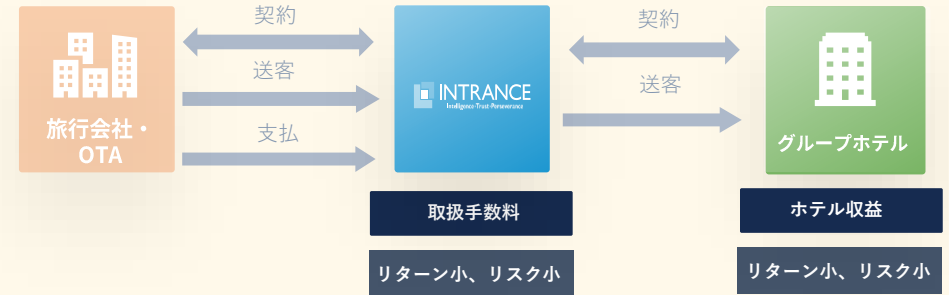 契約
送客
支払
旅行会社・
OTA
INTRANCE
Intelligence·Trust·Perseverance
契約
送客
グループホテル
取扱手数料
リターン小、リスク小
ホテル収益
リターン小、リスク小